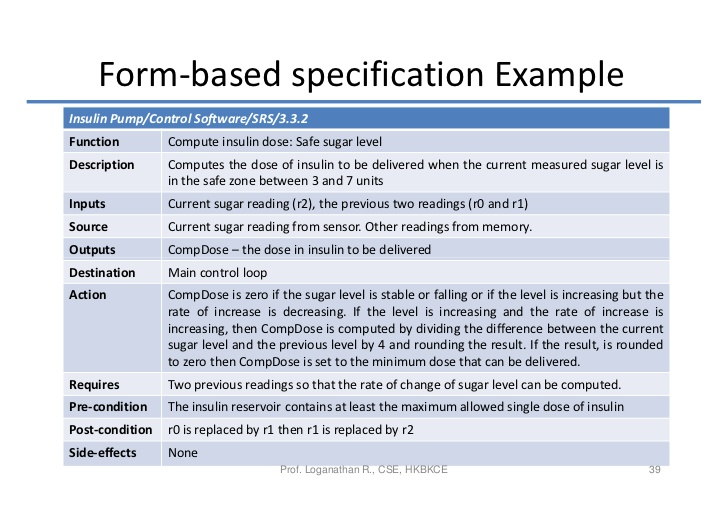 Form-based specification Example
Insulin Pump/Control Software/SRS/3.3.2
Function Compute insulin dose: Safe sugar level
Description Computes the dose of insulin to be delivered when the current measured sugar level is
in the safe zone between 3 and 7 units
Inputs Current sugar reading (r2), the previous two readings (r0 and r1)
Source Current sugar reading from sensor. Other readings from memory.
Outputs CompDose – the dose in insulin to be delivered
Destination Main control loop
Action CompDose is zero if the sugar level is stable or falling or if the level is increasing but the
rate of increase is decreasing. If the level is increasing and the rate of increase is
increasing, then CompDose is computed by dividing the difference between the current
sugar level and the previous level by 4 and rounding the result. If the result, is rounded
to zero then CompDose is set to the minimum dose that can be delivered.
Requires Two previous readings so that the rate of change of sugar level can be computed.
Pre-condition The insulin reservoir contains at least the maximum allowed single dose of insulin
Post-condition r0 is replaced by r1 then r1 is replaced by r2
Side-effects None
Prof. Loganathan R., CSE, HKBKCE 39